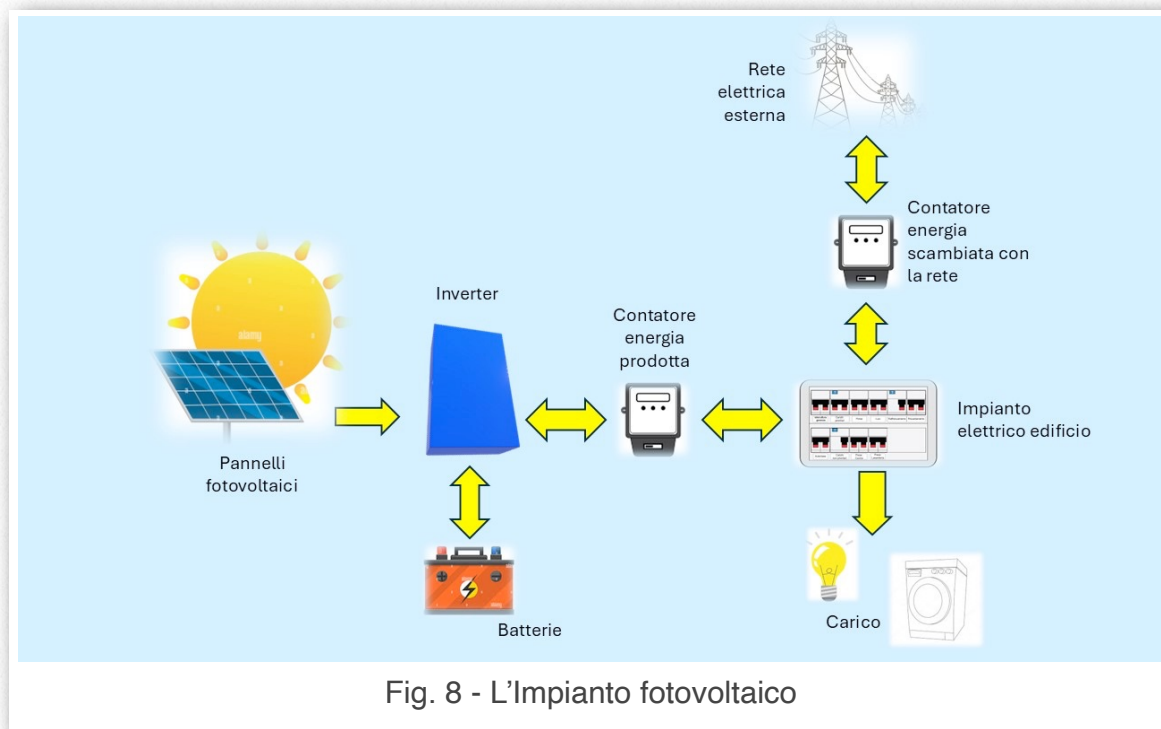 Rete
elettrica
esterna
Contatore
energia
scambiata con
la rete
Inverter
Contatore
energia
prodotta
alamy
Impianto
elettrico edificio
Pannelli
fotovoltaici
Batterie
Carico
Fig. 8 - L’Impianto fotovoltaico